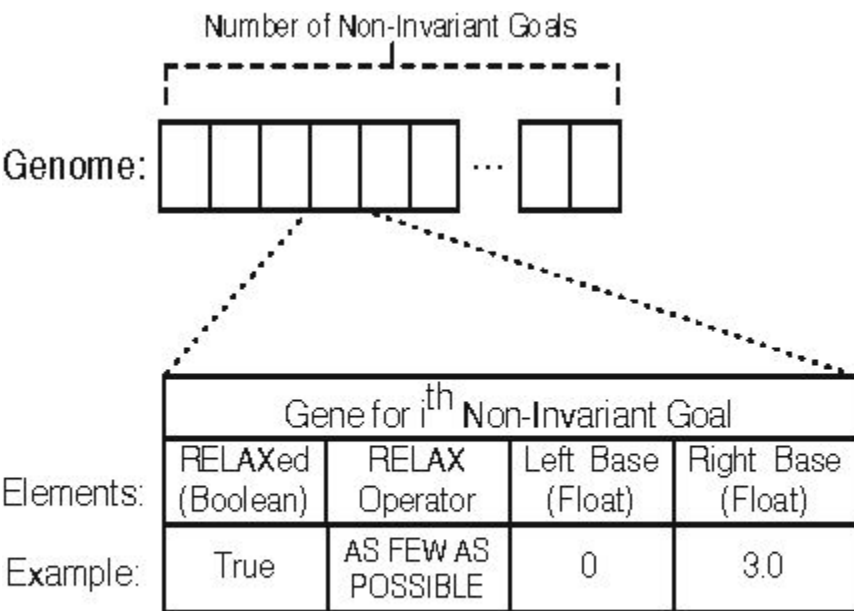 Number of Non-Invariant Goals
Genome:
...
Gene for i th Non-Invariant Goal
Elements:
RELAXed
(Boolean)
RELAX
Operator
Left Base
(Float)
Right Base
(Float)
Example:
True
AS FEW AS
POSSIBLE
0
3.0